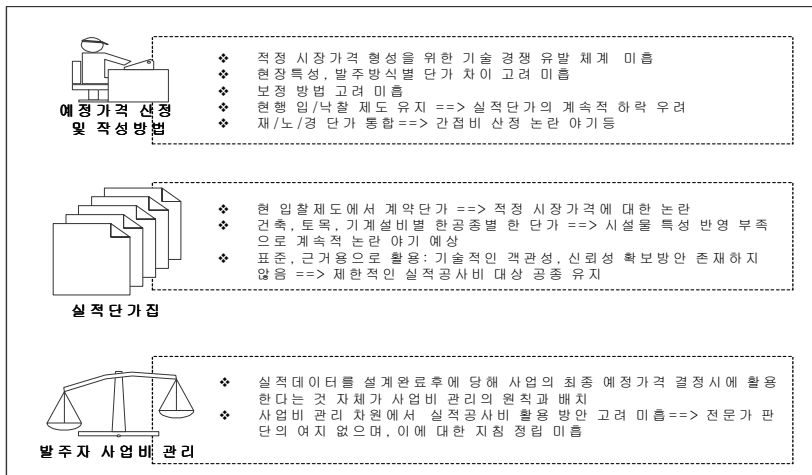 ❖ 적정 시장가격 형성을 위한 기술 경쟁 유발 체계 미흡
❖ 현장특성, 발주방식별 단가 차이 고려 미흡
❖ 보정 방법 고려 미흡
❖ 현행 입/낙찰 제도 유지 ==> 실적단가의 계속적 하락 우려
❖ 재/노/경 단가 통합==> 간접비 산정 논란 야기등
예정가격 산정
및 작성방법
❖ 현 입찰제도에서 계약단가 ==> 적정 시장가격에 대한 논란
❖ 건축, 토목, 기계설비별 한공종별 한 단가 ==> 시설물 특성 반영 부족
으로 계속적 논란 야기 예상
❖ 표준, 근거용으로 활용: 기술적인 객관성, 신뢰성 확보방안 존재하지
않음 ==> 제한적인 실적공사비 대상 공종 유지
실적단가집
❖ 실적데이터를 설계완료후에 당해 사업의 최종 예정가격 결정시에 활용
한다는 것 자체가 사업비 관리의 원칙과 배치
❖ 사업비 관리 차원에서 실적공사비 활용 방안 고려 미흡==> 전문가 판
단의 여지 없으며, 이에 대한 지침 정립 미흡
발주자 사업비 관리